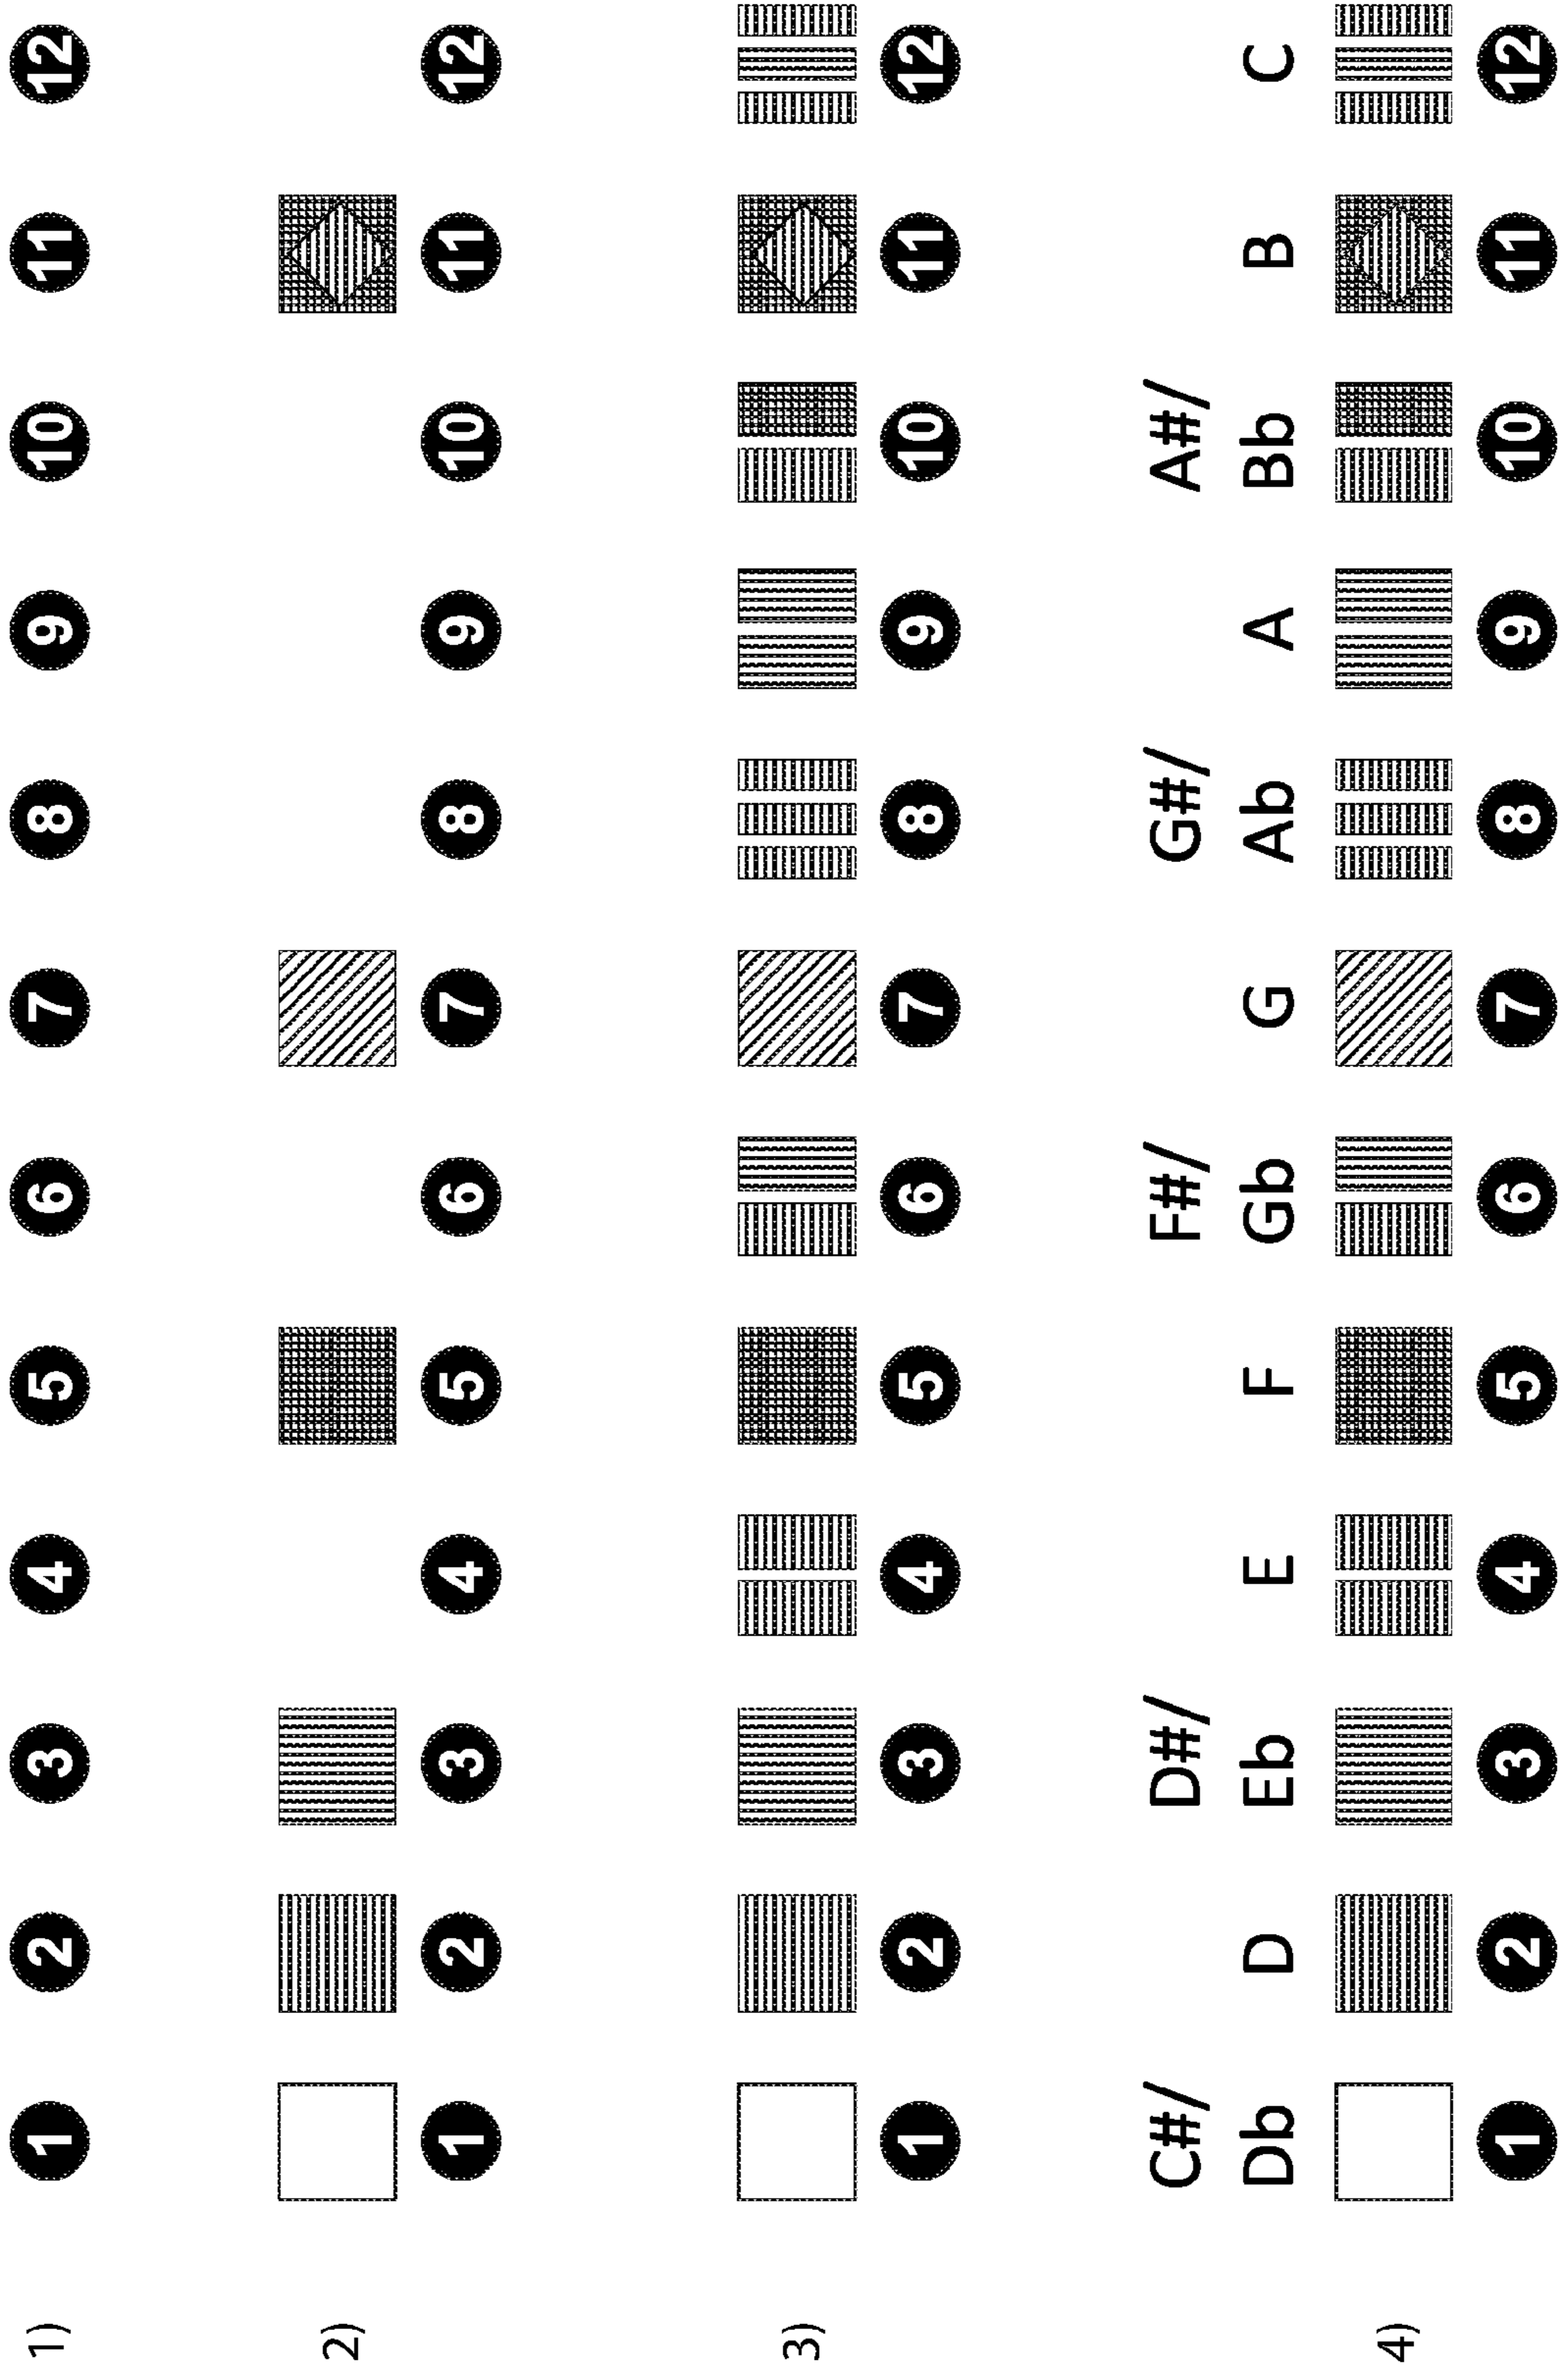 1) 1 2 3 4 5 6 7 8 9 10 11 12
2) 1 2 3 4 5 6 7 8 9 10 11 12
3) 1 2 3 4 5 6 7 8 9 10 11 12
C#/ D#/ F#/ G#/ A#/
Db D Eb E F Gb G Ab A Bb B C
4) 1 2 3 4 5 6 7 8 9 10 11 12